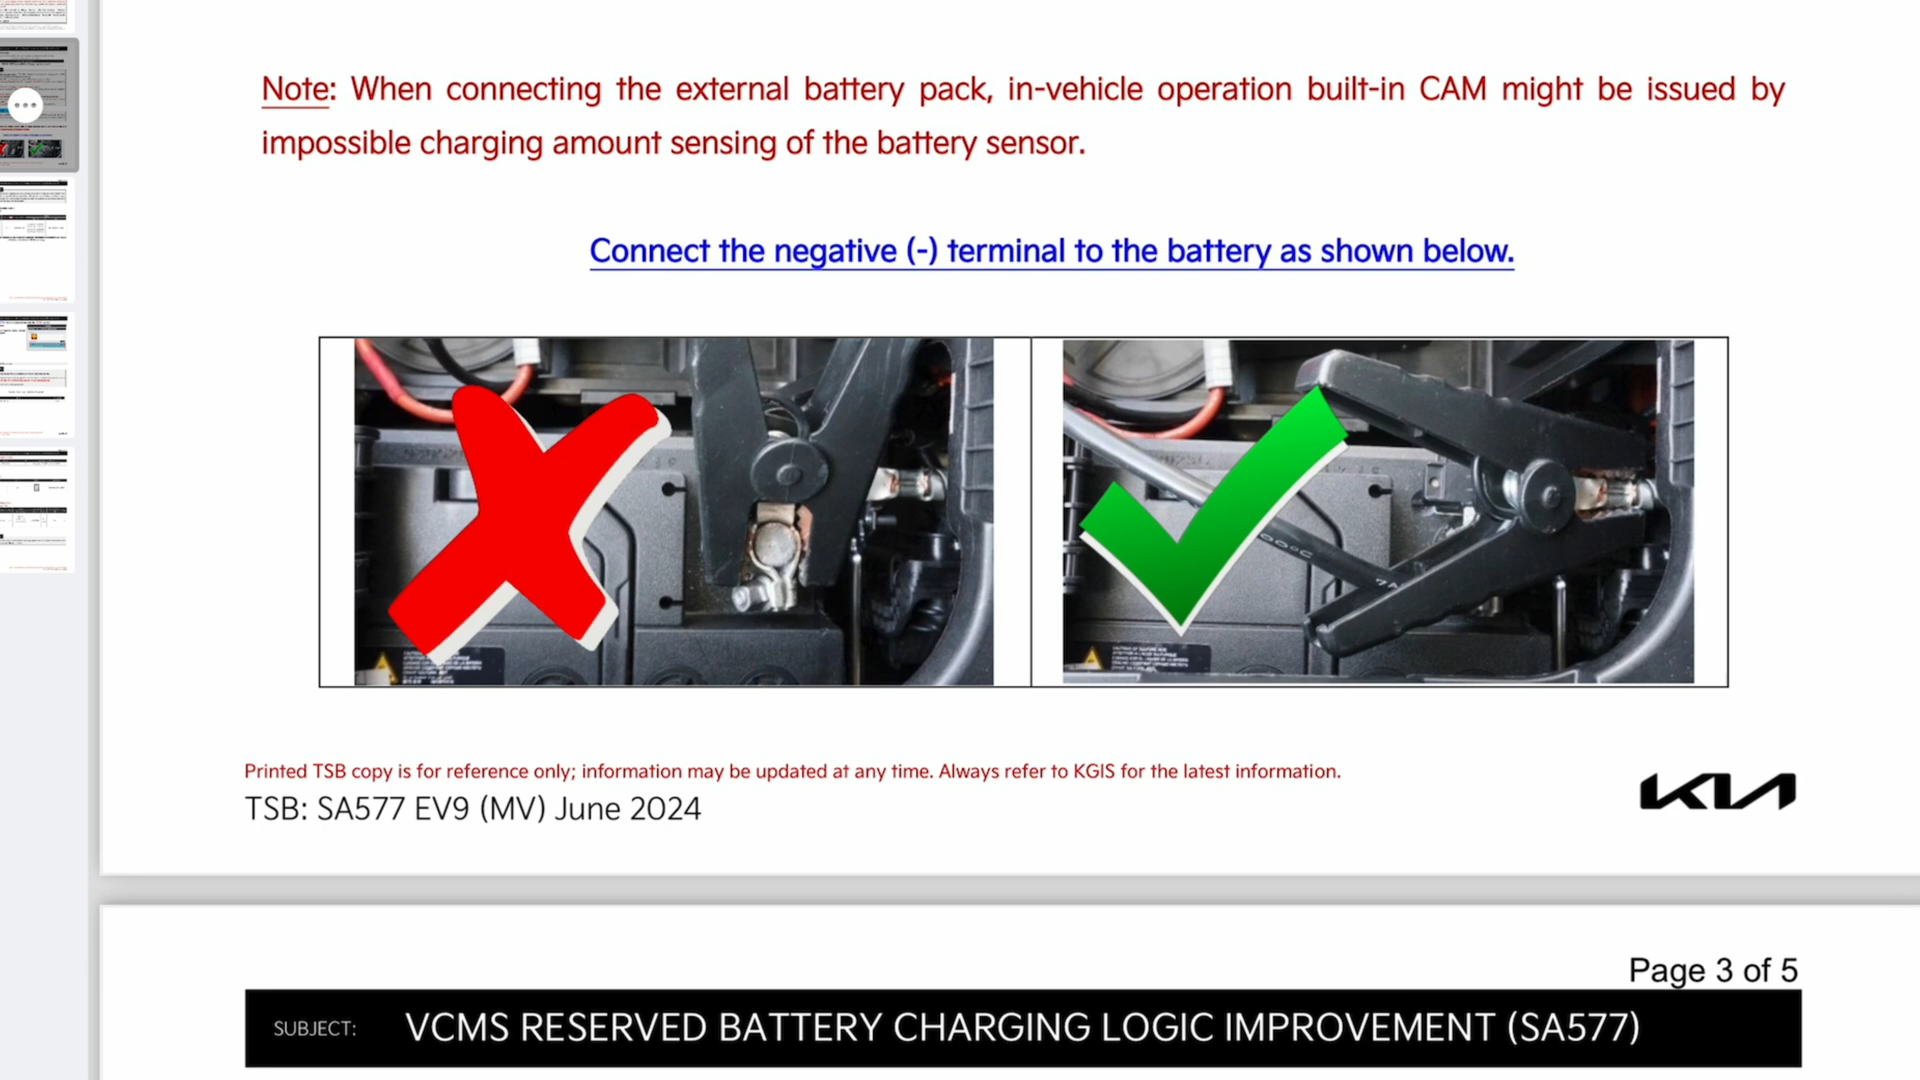 Note: When connecting the external battery pack, in-vehicle operation built-in CAM might be issued by
impossible charging amount sensing of the battery sensor.
Connect the negative (-) terminal to the battery as shown below.
Printed TSB copy is for reference only; information may be updated at any time. Always refer to KGIS for the latest information.
TSB: SA577 EV9 (MV) June 2024
KIA
Page 3 of 5
SUBJECT: VCMS RESERVED BATTERY CHARGING LOGIC IMPROVEMENT (SA577)